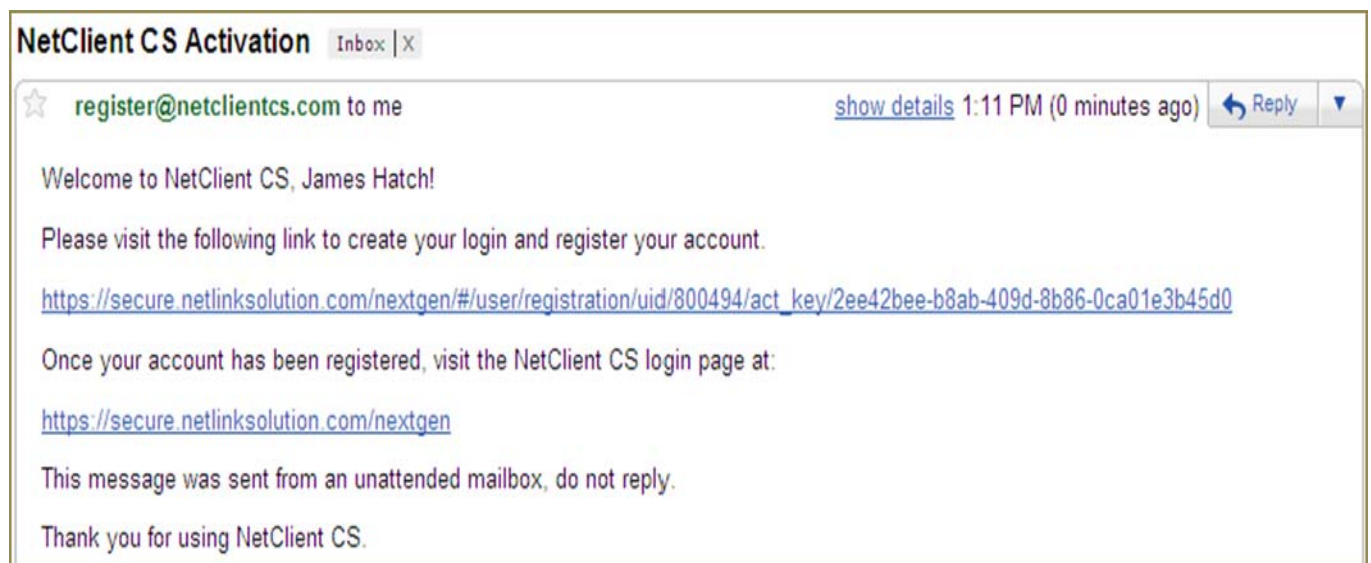 NetClient CS Activation Inbox | X
register@netclientcs.com to me show details 1:11 PM (0 minutes ago) Reply
Welcome to NetClient CS, James Hatch!
Please visit the following link to create your login and register your account.
https://secure.netlinksolution.com/nextgen/#/user/registration/uid/800494/act_key/2ee42bee-b8ab-409d-8b86-0ca01e3b45d0
Once your account has been registered, visit the NetClient CS login page at:
https://secure.netlinksolution.com/nextgen
This message was sent from an unattended mailbox, do not reply.
Thank you for using NetClient CS.